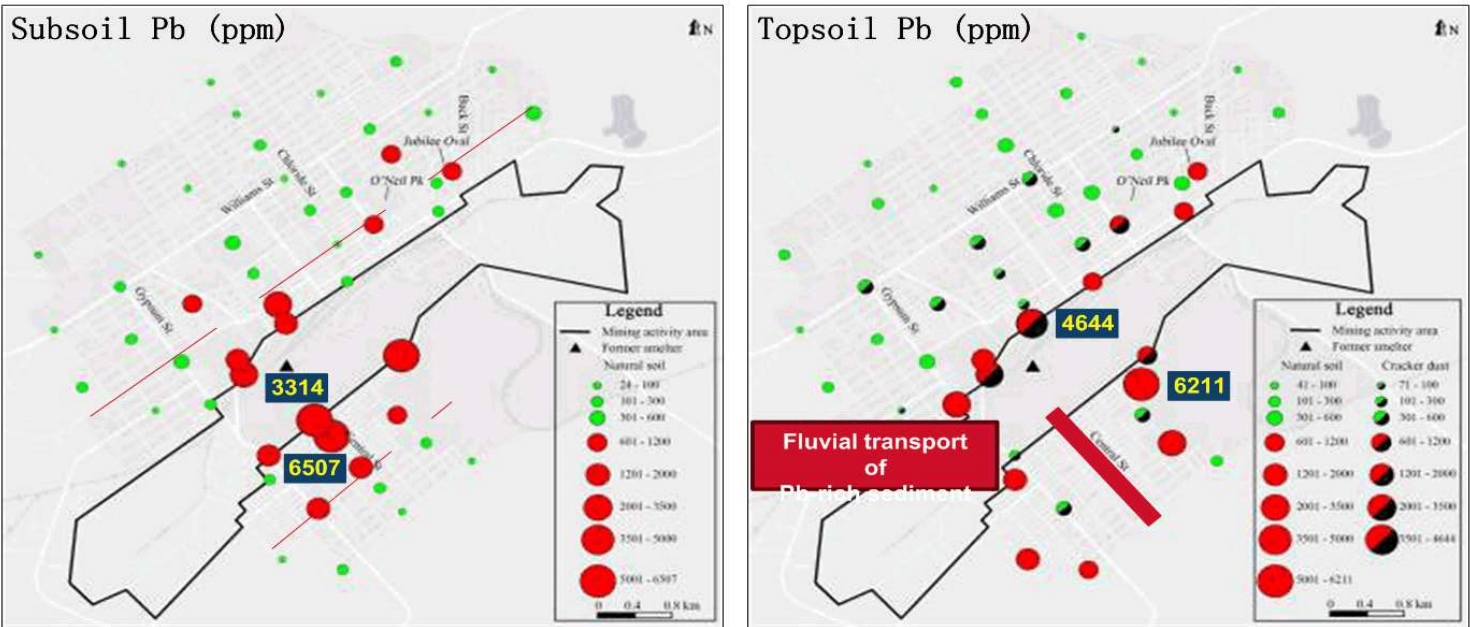 Subsoil Pb (ppm)
N
Buck St
Jubilee Oval
Chloride St
O'Neil Pk
Williams St
Gypsum St
3314
6507
Central St
Legend
Mining activity area
Former smelter
Natural soil
24 - 100
101 - 300
301 - 600
601 - 1200
1201 - 2000
2001 - 3500
3501 - 5000
5001 - 6507
0 0.4 0.8 km
Topsoil Pb (ppm)
N
Buck St
Jubilee Oval
Chloride St
O'Neil Pk
Williams St
Gypsum St
4644
6211
Central St
Fluvial transport
of
Pb-rich sediment
Legend
Mining activity area
Former smelter
Natural soil Cracker dust
41 - 100 71 - 100
101 - 300 101 - 300
301 - 600 301 - 600
601 - 1200 601 - 1200
1201 - 2000 1201 - 2000
2001 - 3500 2001 - 3500
3501 - 5000 3501 - 4644
5001 - 6211
0 0.4 0.8 km